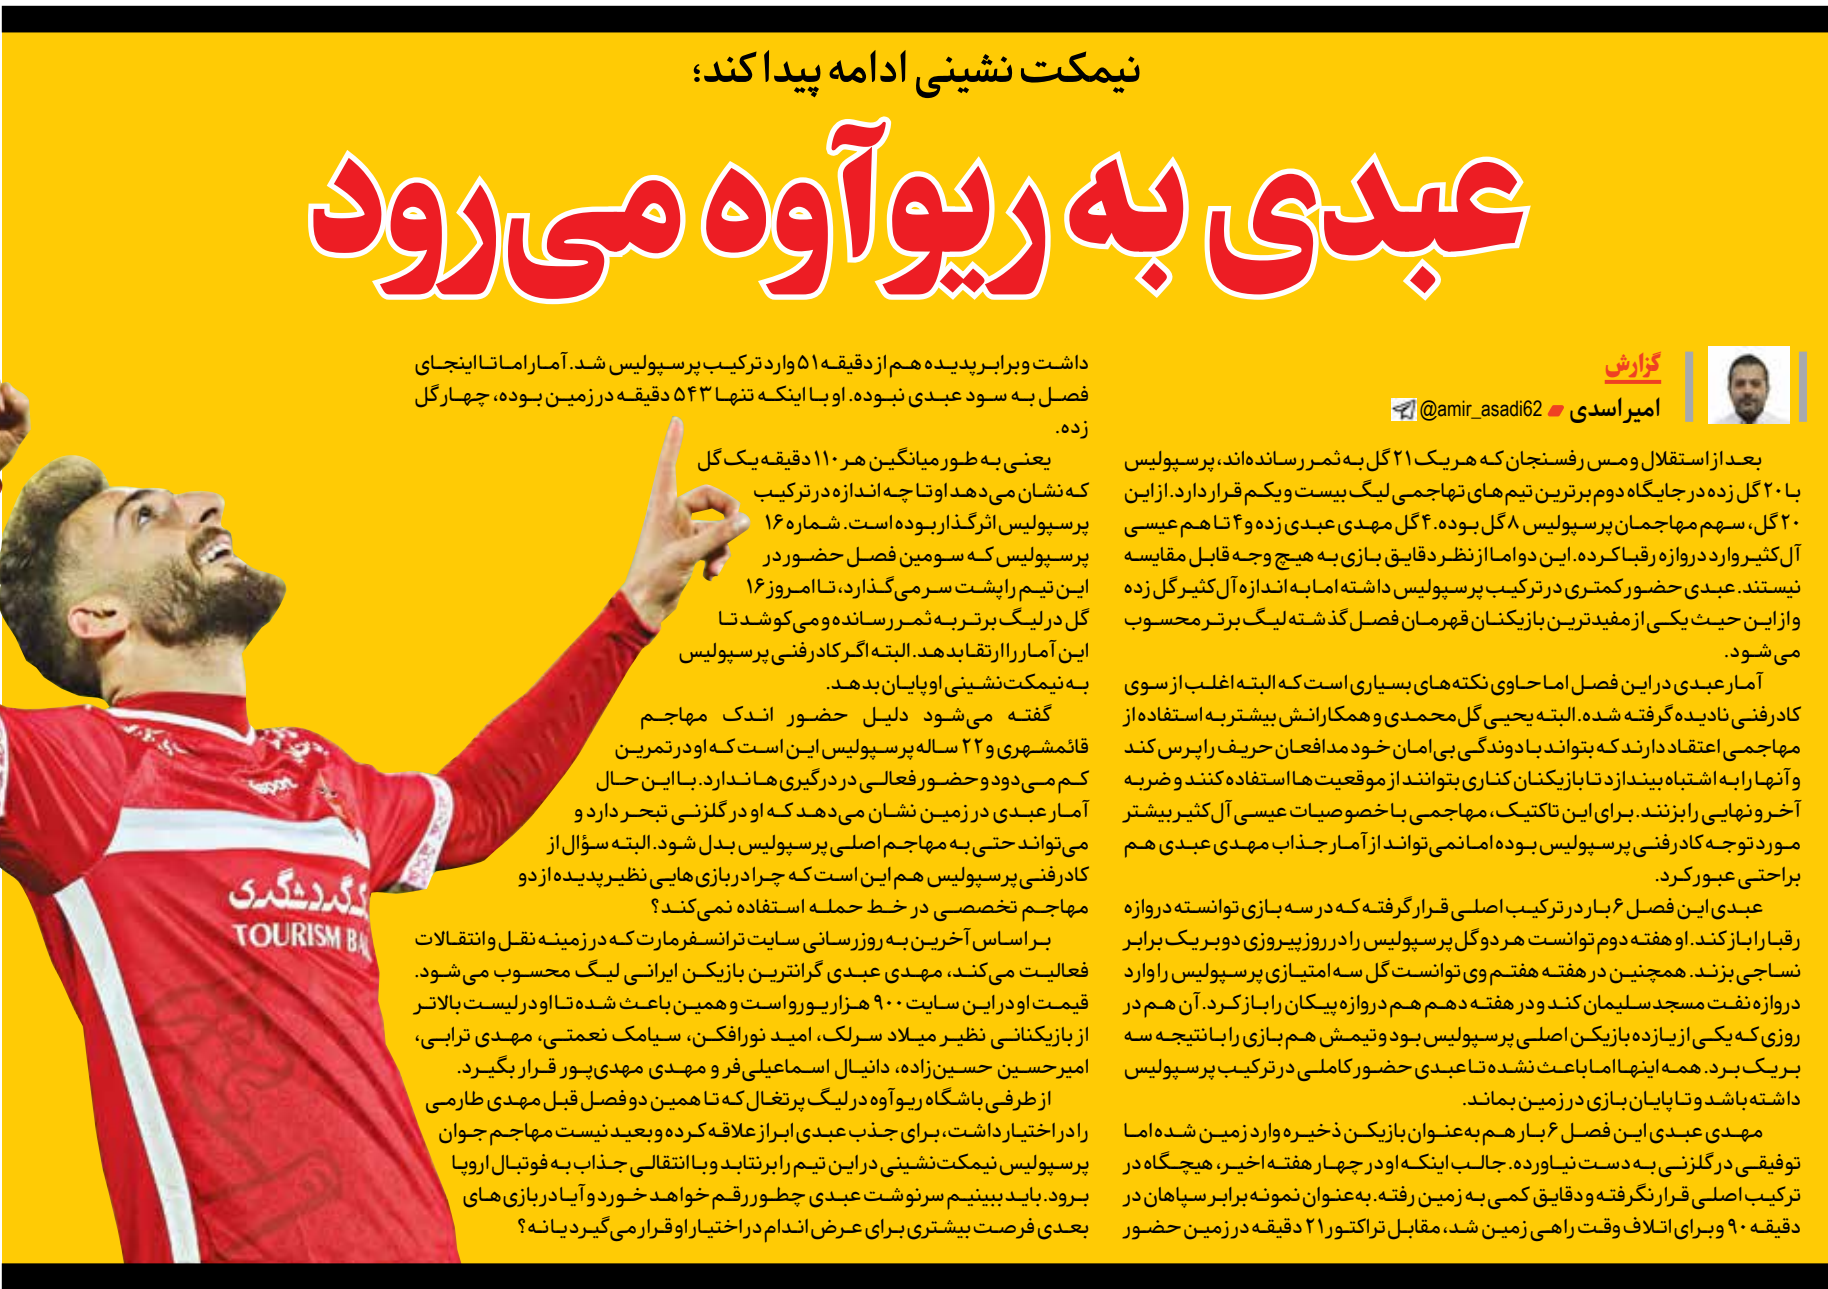 نیمکت نشینی ادامه پیدا کند؛
عبدی به ریوآوه می‌رود
گزارش
امیر اسدی
@amir_asadi62
بعد از استقلال و مس رفسنجان که هر یک ۲۱ گل به ثمر رسانده‌اند، پرسپولیس
با ۲۰ گل زده در جایگاه دوم برترین تیم‌های تهاجمی لیگ بیست و یکم قرار دارد. از این
۲۰ گل، سهم مهاجمان پرسپولیس ۸ گل بوده. ۴ گل مهدی عبدی زده و ۴ تا هم عیسی
آل‌کثیر وارد دروازه رقبا کرده. این دو اما از نظر دقایق بازی به هیچ وجه قابل مقایسه
نیستند. عبدی حضور کمتری در ترکیب پرسپولیس داشته اما به اندازه آل‌کثیر گل زده
و از این حیث یکی از مفیدترین بازیکنان قهرمان فصل گذشته لیگ برتر محسوب
می‌شود.
آمار عبدی در این فصل اما حاوی نکته‌های بسیاری است که البته اغلب از سوی
کادرفنی نادیده گرفته شده. البته یحیی گل‌محمدی و همکارانش بیشتر به استفاده از
مهاجمی اعتقاد دارند که بتواند با دوندگی بی‌امان خود مدافعان حریف را پرس کند
و آنها را به اشتباه بیندازد تا بازیکنان کناری بتوانند از موقعیت‌ها استفاده کنند و ضربه
آخر و نهایی را بزنند. برای این تاکتیک، مهاجمی با خصوصیات عیسی آل‌کثیر بیشتر
مورد توجه کادرفنی پرسپولیس بوده اما نمی‌تواند از آمار جذاب مهدی عبدی هم
براحتی عبور کرد.
عبدی این فصل ۶ بار در ترکیب اصلی قرار گرفته که در سه بازی توانسته دروازه
رقبا را باز کند. او هفته دوم توانست هر دو گل پرسپولیس را در روز پیروزی دو بر یک برابر
نساجی بزند. همچنین در هفته هفتم وی توانست گل سه امتیازی پرسپولیس را وارد
دروازه نفت مسجدسلیمان کند و در هفته دهم هم دروازه پیکان را باز کرد. آن هم در
روزی که یکی از یازده بازیکن اصلی پرسپولیس بود و تیمش هم بازی را با نتیجه سه
بر یک برد. همه اینها اما باعث نشده تا عبدی حضور کاملی در ترکیب پرسپولیس
داشته باشد و تا پایان بازی در زمین بماند.
مهدی عبدی این فصل ۶ بار هم به‌عنوان بازیکن ذخیره وارد زمین شده اما
توفیقی در گلزنی به دست نیاورده. جالب اینکه او در چهار هفته اخیر، هیچگاه در
ترکیب اصلی قرار نگرفته و دقایق کمی به زمین رفته. به‌عنوان نمونه برابر سپاهان در
دقیقه ۹۰ و برای اتلاف وقت راهی زمین شد، مقابل تراکتور ۲۱ دقیقه در زمین حضور
داشت و برابر پدیده هم از دقیقه ۵۱ وارد ترکیب پرسپولیس شد. آمار اما تا اینجای
فصل به سود عبدی نبوده. او با اینکه تنها ۵۴۳ دقیقه در زمین بوده، چهار گل
زده.
یعنی به طور میانگین هر ۱۱۰ دقیقه یک گل
که نشان می‌دهد او تا چه اندازه در ترکیب
پرسپولیس اثرگذار بوده است. شماره ۱۶
پرسپولیس که سومین فصل حضور در
این تیم را پشت سر می‌گذارد، تا امروز ۱۶
گل در لیگ برتر به ثمر رسانده و می‌کوشد تا
این آمار را ارتقا بدهد. البته اگر کادرفنی پرسپولیس
به نیمکت‌نشینی او پایان بدهد.
گفته می‌شود دلیل حضور اندک مهاجم
قائمشهری و ۲۲ ساله پرسپولیس این است که او در تمرین
کم می‌دود و حضور فعالی در درگیری‌ها ندارد. با این حال
آمار عبدی در زمین نشان می‌دهد که او در گلزنی تبحر دارد و
می‌تواند حتی به مهاجم اصلی پرسپولیس بدل شود. البته سؤال از
کادرفنی پرسپولیس هم این است که چرا در بازی‌هایی نظیر پدیده از دو
مهاجم تخصصی در خط حمله استفاده نمی‌کند؟
بر اساس آخرین به روزرسانی سایت ترانسفرمارت که در زمینه نقل و انتقالات
فعالیت می‌کند، مهدی عبدی گرانترین بازیکن ایرانی لیگ محسوب می‌شود.
قیمت او در این سایت ۹۰۰ هزار یورو است و همین باعث شده تا او در لیست بالاتر
از بازیکنانی نظیر میلاد سرلک، امید نورافکن، سیامک نعمتی، مهدی ترابی،
امیرحسین حسین‌زاده، دانیال اسماعیلی‌فر و مهدی مهدی‌پور قرار بگیرد.
از طرفی باشگاه ریوآوه در لیگ پرتغال که تا همین دو فصل قبل مهدی طارمی
را در اختیار داشت، برای جذب عبدی ابراز علاقه کرده و بعید نیست مهاجم جوان
پرسپولیس نیمکت‌نشینی در این تیم را برنتابد و با انتقالی جذاب به فوتبال اروپا
برود. باید ببینیم سرنوشت عبدی چطور رقم خواهد خورد و آیا در بازی‌های
بعدی فرصت بیشتری برای عرض اندام در اختیار او قرار می‌گیرد یا نه؟
گردشگری
TOURISM BA